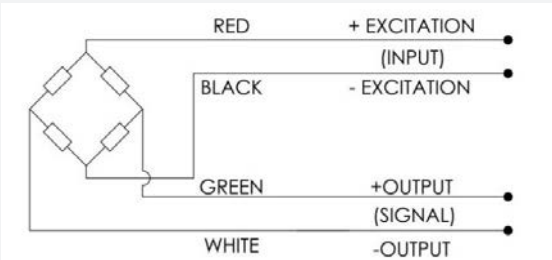 RED + EXCITATION
(INPUT)
BLACK - EXCITATION
GREEN +OUTPUT
(SIGNAL)
WHITE -OUTPUT